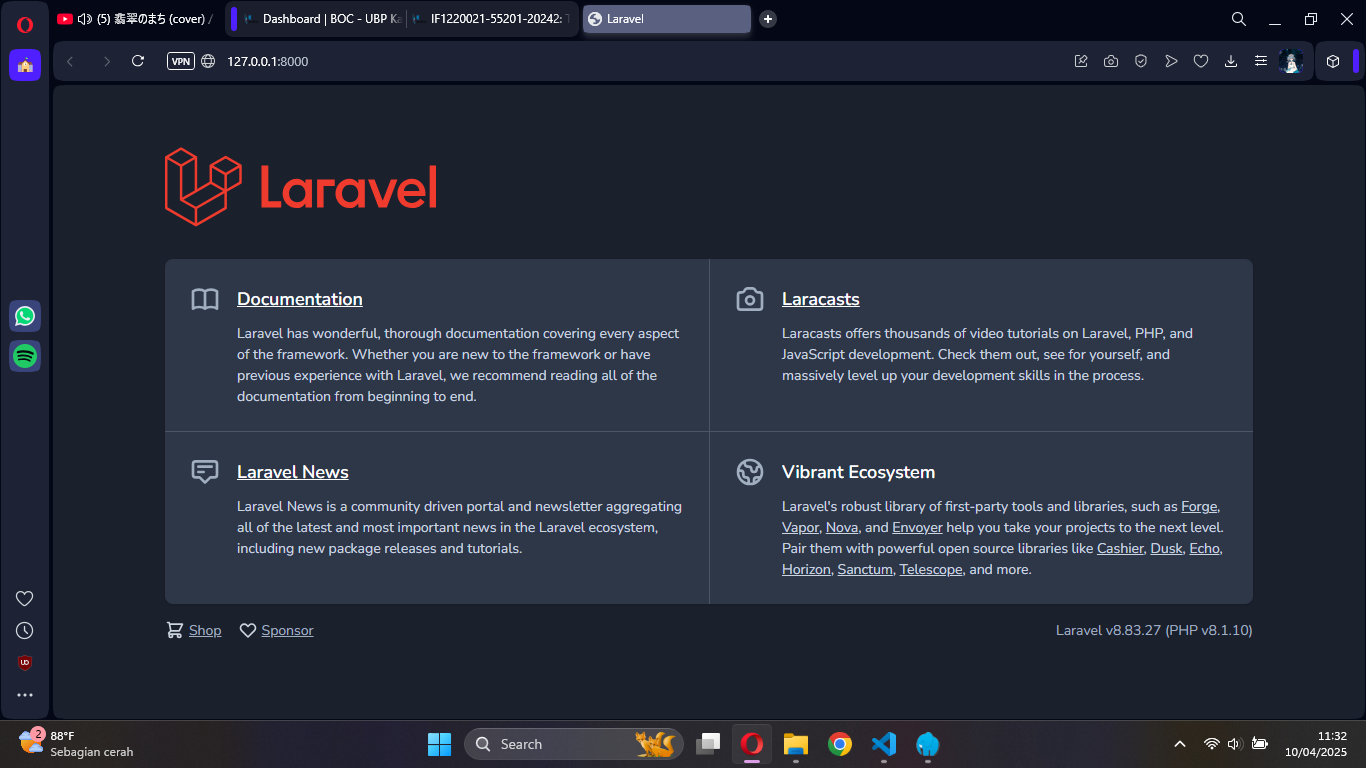 (5) 翡翠のまち (cover) /
Dashboard | BOC - UBP Ka
IF1220021-55201-20242: T
Laravel
VPN
127.0.0.1:8000
Laravel
Documentation
Laravel has wonderful, thorough documentation covering every aspect
of the framework. Whether you are new to the framework or have
previous experience with Laravel, we recommend reading all of the
documentation from beginning to end.
Laracasts
Laracasts offers thousands of video tutorials on Laravel, PHP, and
JavaScript development. Check them out, see for yourself, and
massively level up your development skills in the process.
Laravel News
Laravel News is a community driven portal and newsletter aggregating
all of the latest and most important news in the Laravel ecosystem,
including new package releases and tutorials.
Vibrant Ecosystem
Laravel's robust library of first-party tools and libraries, such as Forge,
Vapor, Nova, and Envoyer help you take your projects to the next level.
Pair them with powerful open source libraries like Cashier, Dusk, Echo,
Horizon, Sanctum, Telescope, and more.
Shop
Sponsor
Laravel v8.83.27 (PHP v8.1.10)
UO
2
88°F
Sebagian cerah
Search
11:32
10/04/2025